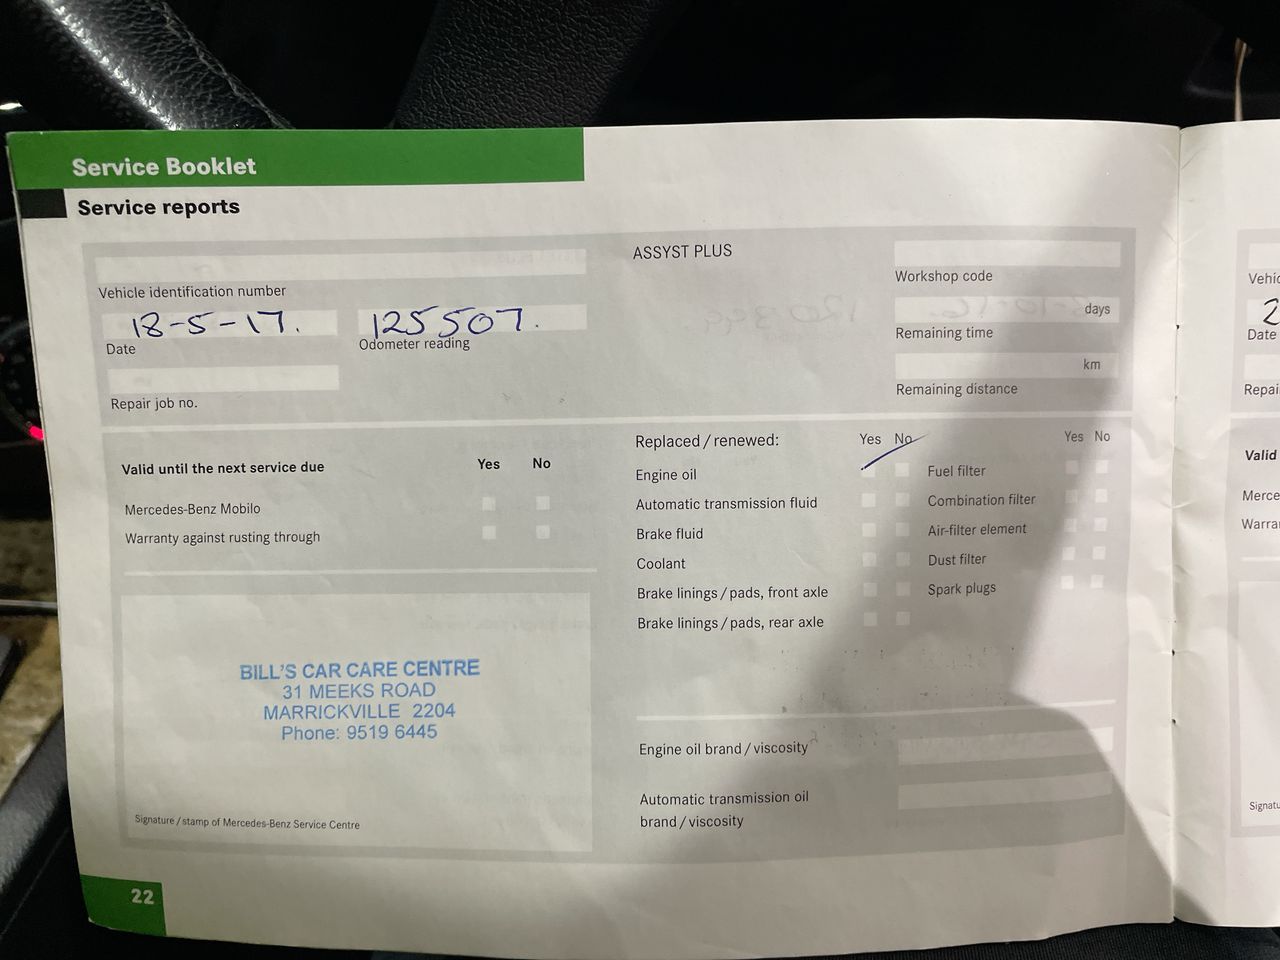 Service Booklet
Service reports
Vehicle identification number
18-5-17.
Date
125507.
Odometer reading
Repair job no.
ASSYST PLUS
Workshop code
days
Remaining time
km
Remaining distance
Valid until the next service due
Yes No
Mercedes-Benz Mobilo
Warranty against rusting through
BILL'S CAR CARE CENTRE
31 MEEKS ROAD
MARRICKVILLE 2204
Phone: 9519 6445
Signature / stamp of Mercedes-Benz Service Centre
Replaced / renewed:
Yes No
Engine oil
Automatic transmission fluid
Brake fluid
Coolant
Brake linings / pads, front axle
Brake linings / pads, rear axle
Yes No
Fuel filter
Combination filter
Air-filter element
Dust filter
Spark plugs
Engine oil brand / viscosity
Automatic transmission oil
brand / viscosity
22
2
Date
Valid